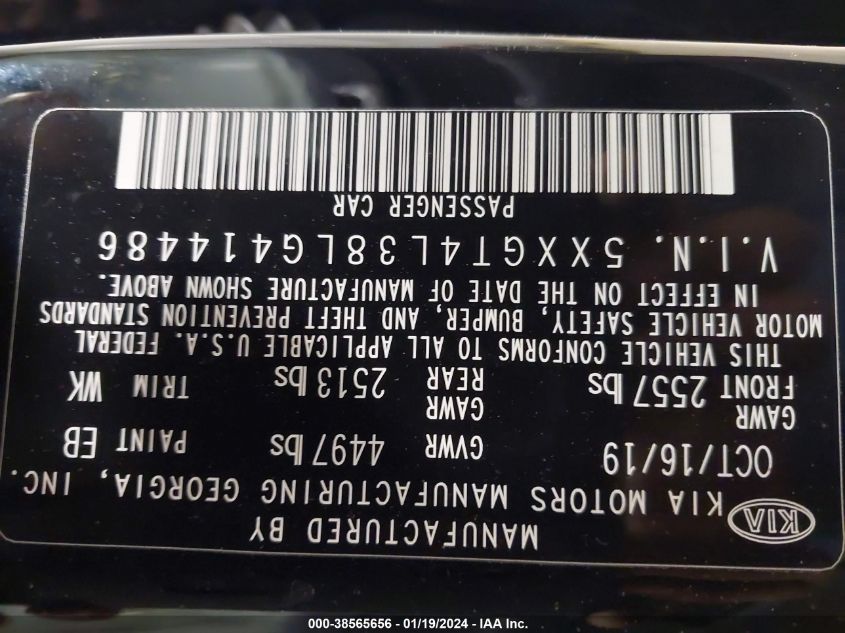 MANUFACTURED BY
KIA KIA MOTORS MANUFACTURING GEORGIA, INC.
OCT/16/19 GVWR 4497 lbs PAINT EB
GAWR FRONT 2557 lbs GAWR REAR 2513 lbs TRIM WK
THIS VEHICLE CONFORMS TO ALL APPLICABLE U.S.A. FEDERAL
MOTOR VEHICLE SAFETY, BUMPER, AND THEFT PREVENTION STANDARDS
IN EFFECT ON THE DATE OF MANUFACTURE SHOWN ABOVE.
V.I.N. 5XXGT4L38LG414486
PASSENGER CAR
000-38565656 - 01/19/2024 - IAA Inc.